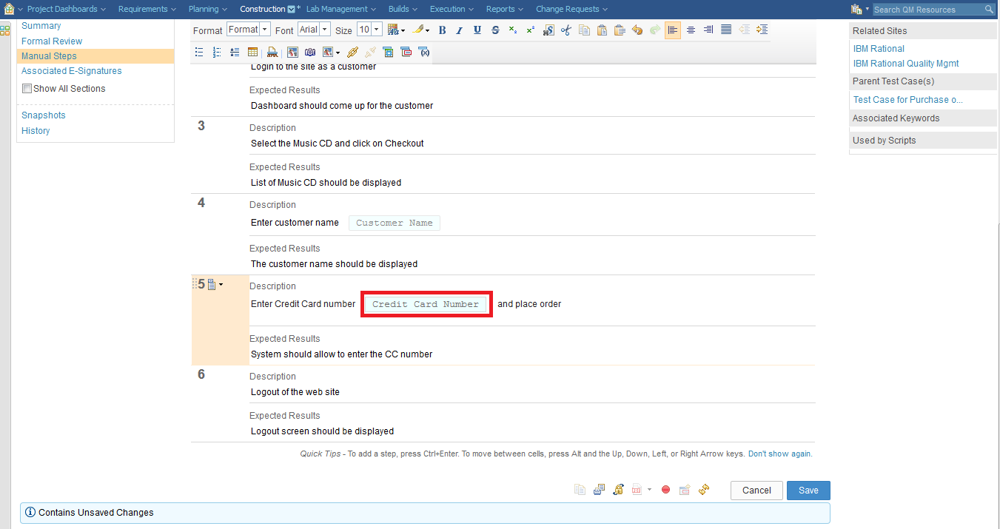 Project Dashboards Requirements Planning Construction * Lab Management Builds Execution Reports Change Requests Search QM Resources
Summary
Formal Review
Manual Steps
Associated E-Signatures
Show All Sections
Snapshots
History
Format Format Font Arial Size 10 B I U S
Login to the site as a customer
Expected Results
Dashboard should come up for the customer
3
Description
Select the Music CD and click on Checkout
Expected Results
List of Music CD should be displayed
4
Description
Enter customer name Customer Name
Expected Results
The customer name should be displayed
5
Description
Enter Credit Card number Credit Card Number and place order
Expected Results
System should allow to enter the CC number
6
Description
Logout of the web site
Expected Results
Logout screen should be displayed
Quick Tips - To add a step, press Ctrl+Enter. To move between cells, press Alt and the Up, Down, Left, or Right Arrow keys. Don't show again.
Cancel Save
Contains Unsaved Changes
Related Sites
IBM Rational
IBM Rational Quality Mgmt
Parent Test Case(s)
Test Case for Purchase o...
Associated Keywords
Used by Scripts